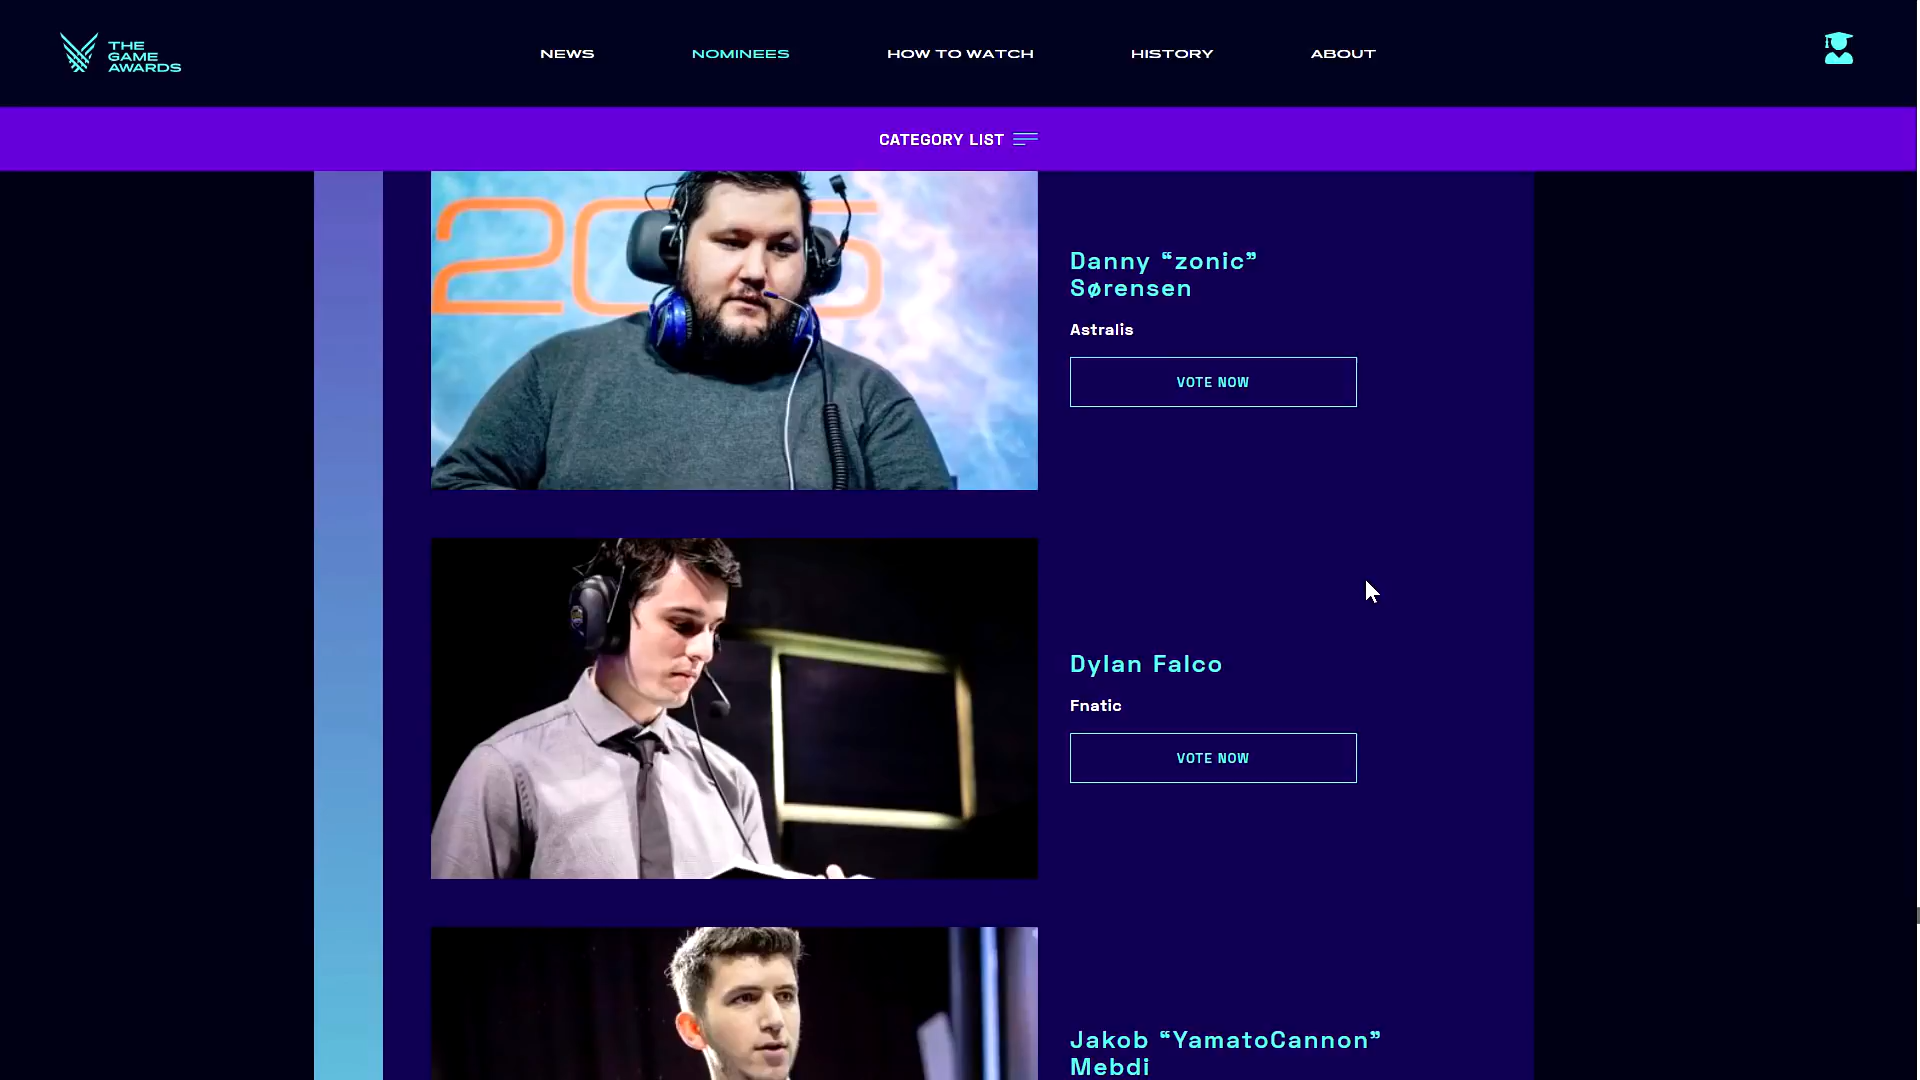 THE
GAME
AWARDS
NEWS
NOMINEES
HOW TO WATCH
HISTORY
ABOUT
CATEGORY LIST
Danny “zonic”
Sørensen
Astralis
VOTE NOW
Dylan Falco
Fnatic
VOTE NOW
Jakob “YamatoCannon”
Mebdi